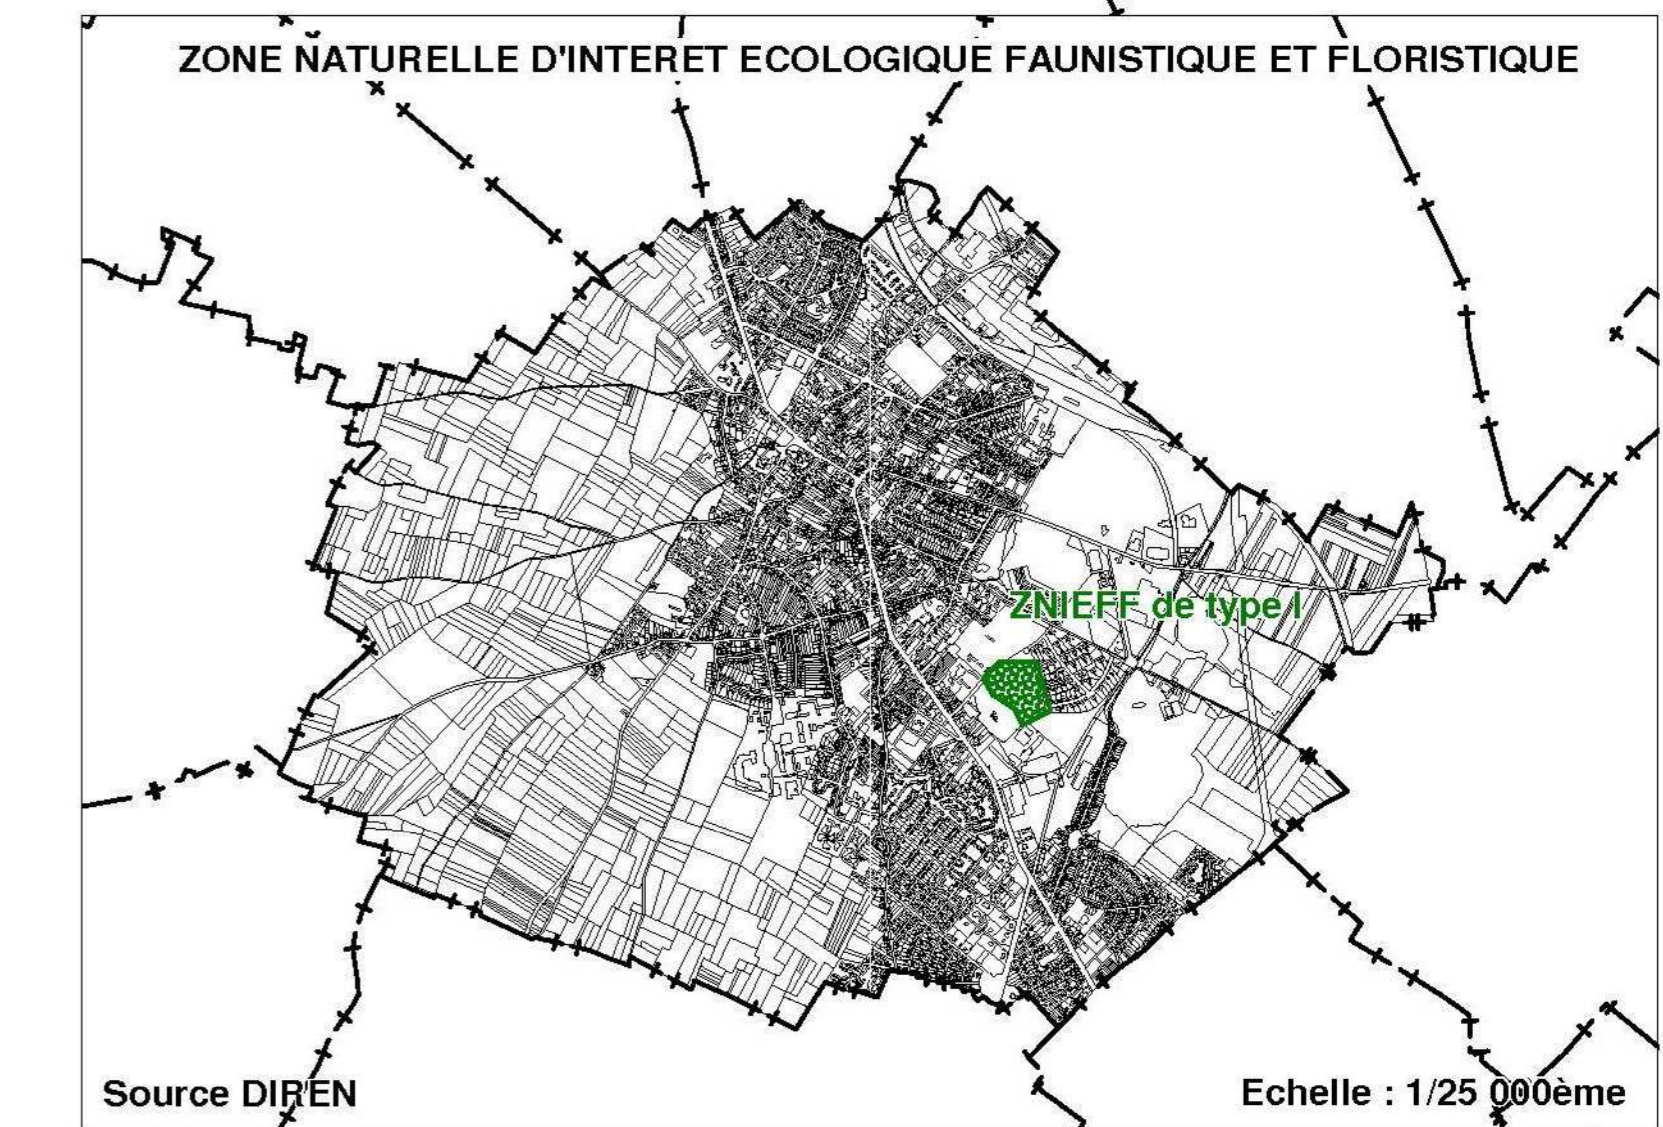 ZONE NATURELLE D'INTERET ECOLOGIQUE FAUNISTIQUE ET FLORISTIQUE
ZNIEFF de type I
Source DIREN
Echelle : 1/25 000ème